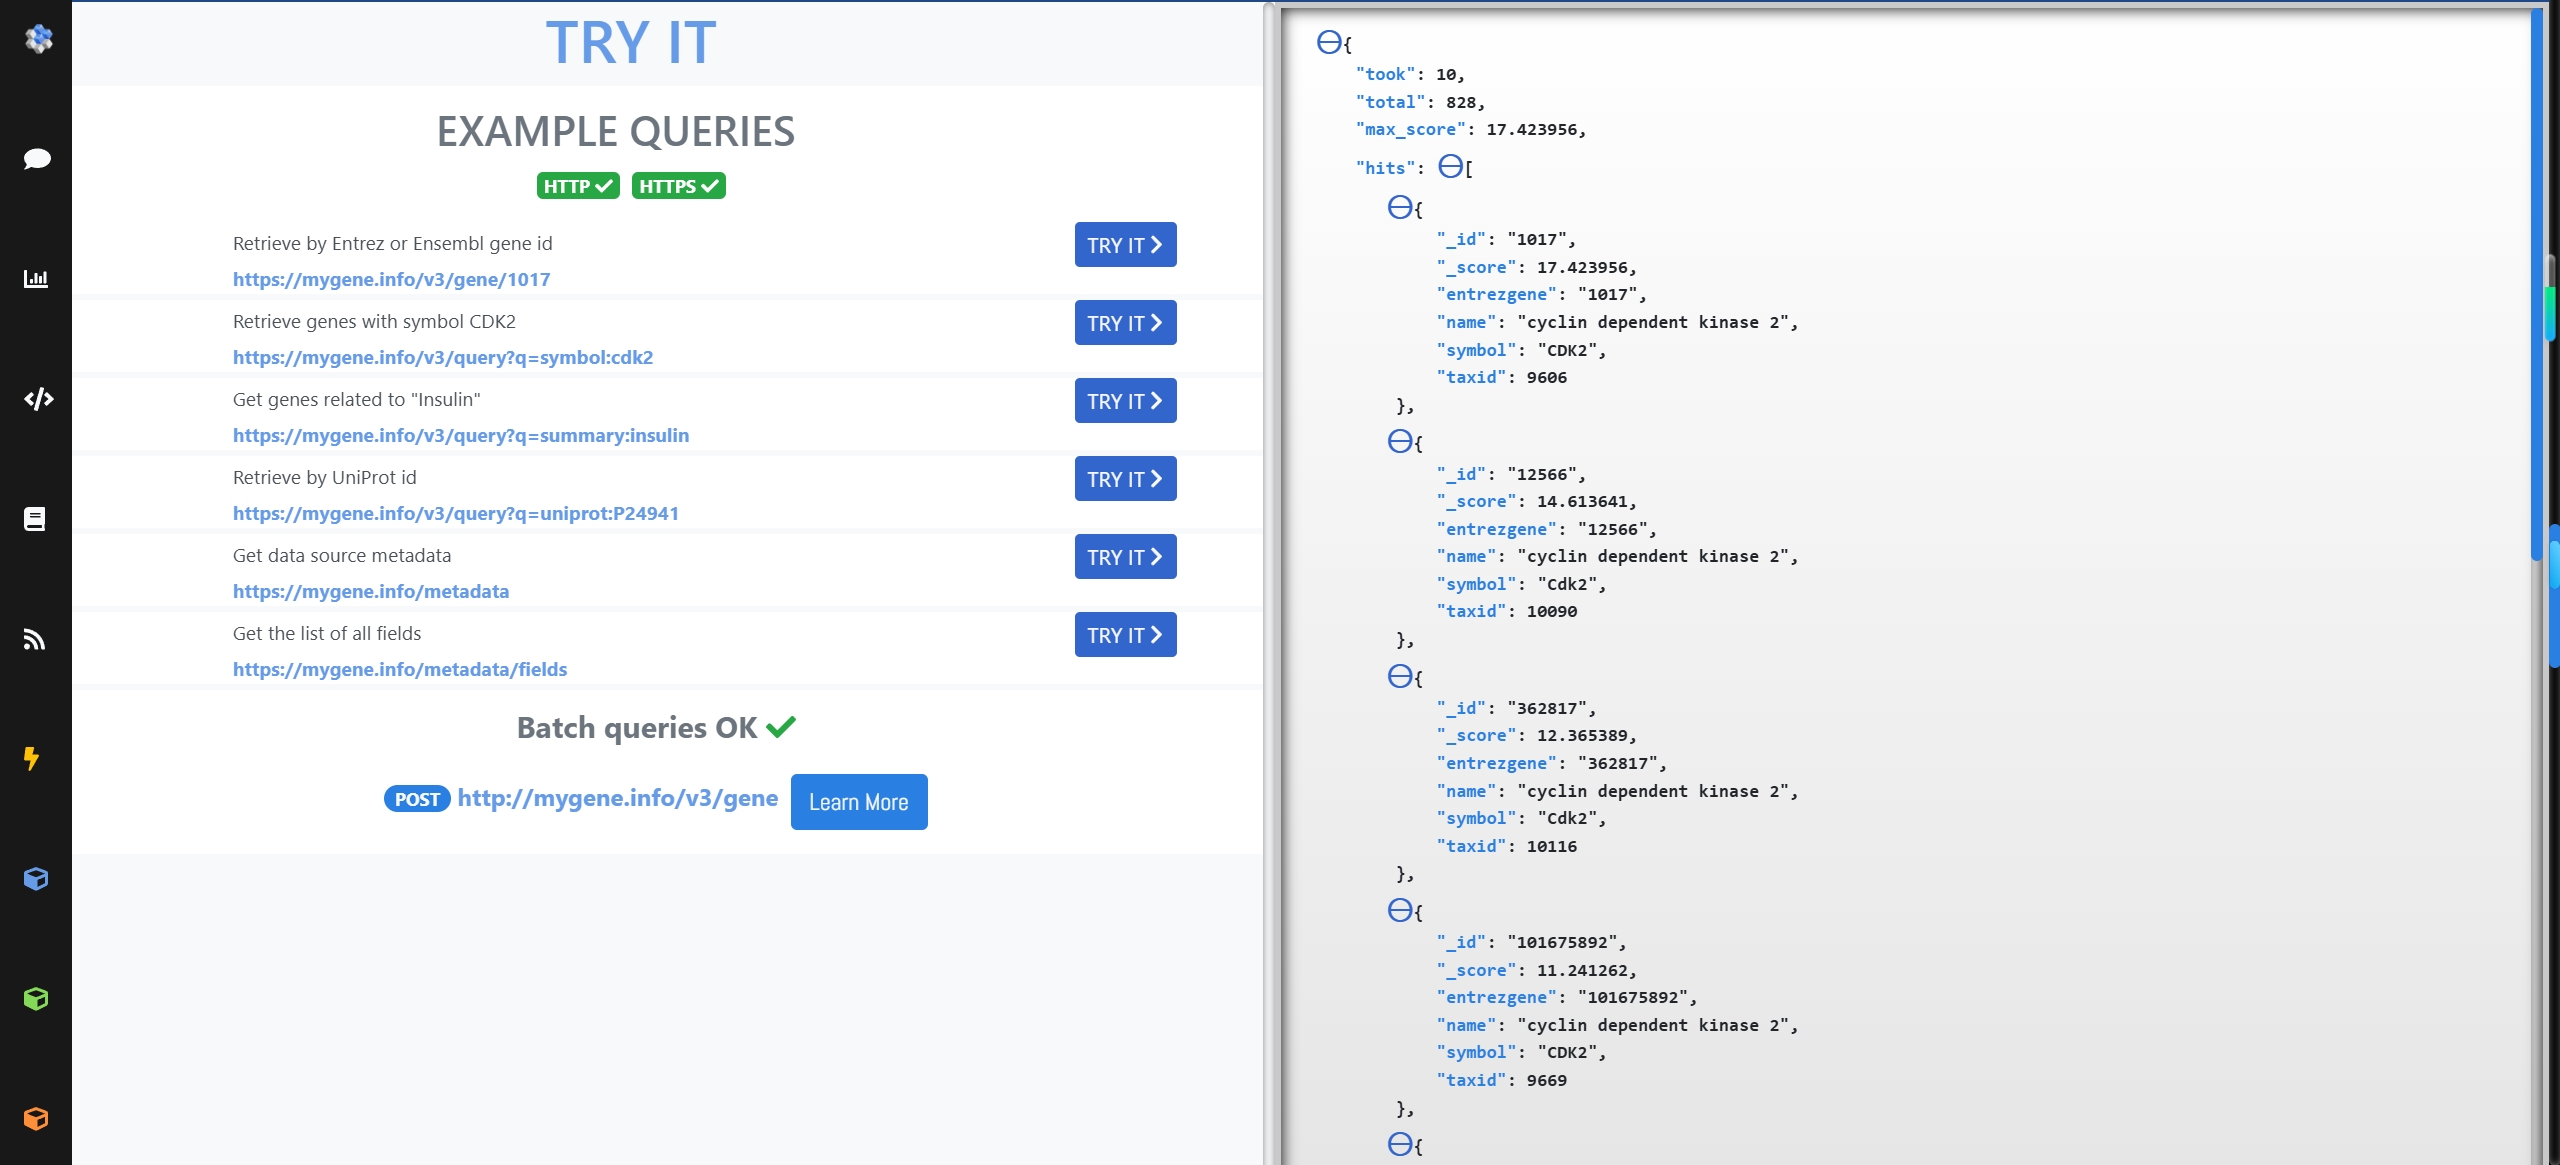 TRY IT
EXAMPLE QUERIES
HTTP HTTPS
Retrieve by Entrez or Ensembl gene id
https://mygene.info/v3/gene/1017
TRY IT
Retrieve genes with symbol CDK2
https://mygene.info/v3/query?q=symbol:cdk2
TRY IT
Get genes related to "Insulin"
https://mygene.info/v3/query?q=summary:insulin
TRY IT
Retrieve by UniProt id
https://mygene.info/v3/query?q=uniprot:P24941
TRY IT
Get data source metadata
https://mygene.info/metadata
TRY IT
Get the list of all fields
https://mygene.info/metadata/fields
TRY IT
Batch queries OK
POST http://mygene.info/v3/gene Learn More
{
"took": 10,
"total": 828,
"max_score": 17.423956,
"hits": [
{
"_id": "1017",
"_score": 17.423956,
"entrezgene": "1017",
"name": "cyclin dependent kinase 2",
"symbol": "CDK2",
"taxid": 9606
},
{
"_id": "12566",
"_score": 14.613641,
"entrezgene": "12566",
"name": "cyclin dependent kinase 2",
"symbol": "Cdk2",
"taxid": 10090
},
{
"_id": "362817",
"_score": 12.365389,
"entrezgene": "362817",
"name": "cyclin dependent kinase 2",
"symbol": "Cdk2",
"taxid": 10116
},
{
"_id": "101675892",
"_score": 11.241262,
"entrezgene": "101675892",
"name": "cyclin dependent kinase 2",
"symbol": "CDK2",
"taxid": 9669
},
{